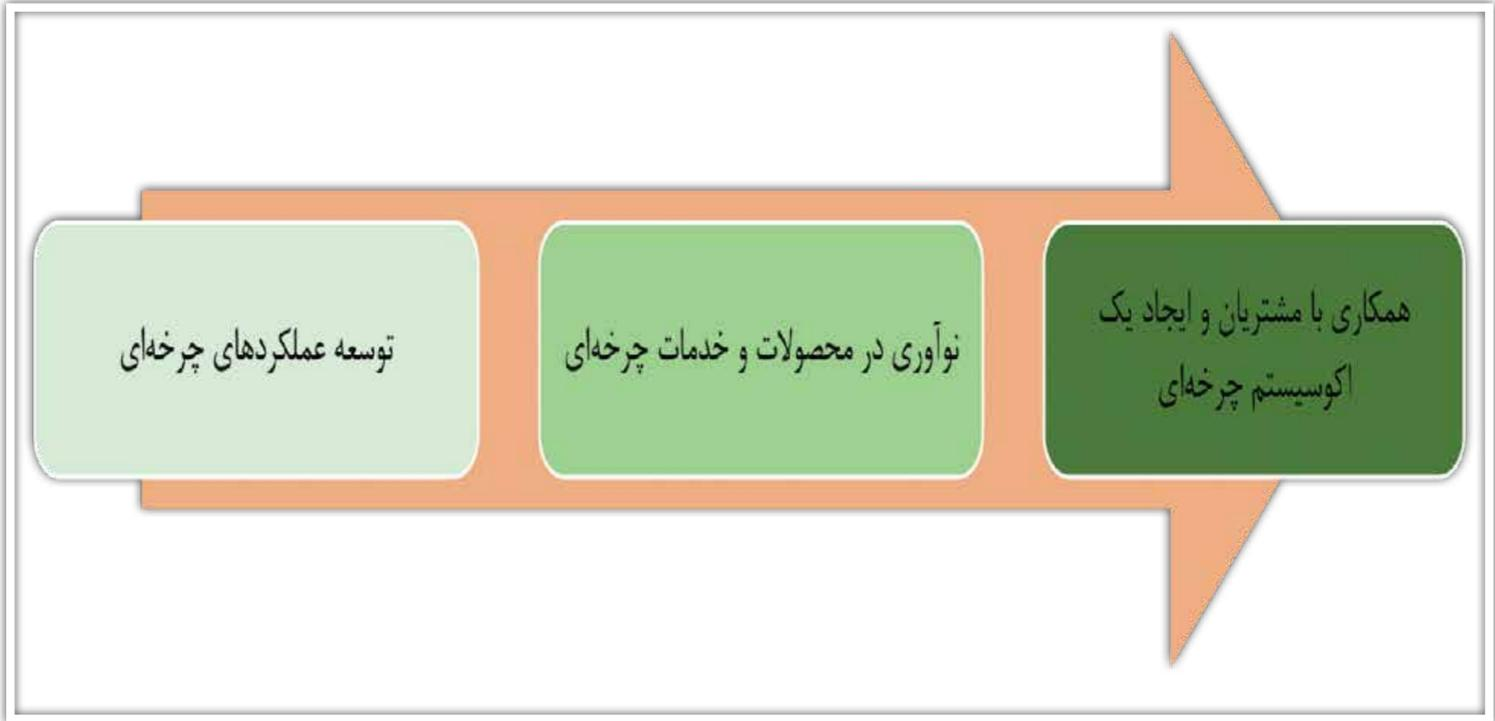 توسعه عملکردهای چرخه‌ای
نوآوری در محصولات و خدمات چرخه‌ای
همکاری با مشتریان و ایجاد یک
اکوسیستم چرخه‌ای